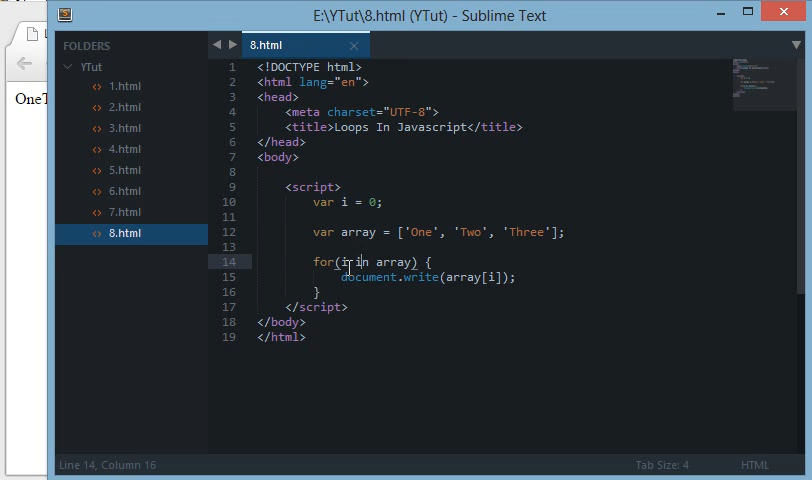 E:\YTut\8.html (YTut) - Sublime Text
OneT
FOLDERS
YTut
1.html
2.html
3.html
4.html
5.html
6.html
7.html
8.html
8.html
1 <!DOCTYPE html>
2 <html lang="en">
3 <head>
4 <meta charset="UTF-8">
5 <title>Loops In Javascript</title>
6 </head>
7 <body>
8
9 <script>
10 var i = 0;
11
12 var array = ['One', 'Two', 'Three'];
13
14 for(i in array) {
15 document.write(array[i]);
16 }
17 </script>
18 </body>
19 </html>
Line 14, Column 16
Tab Size: 4
HTML